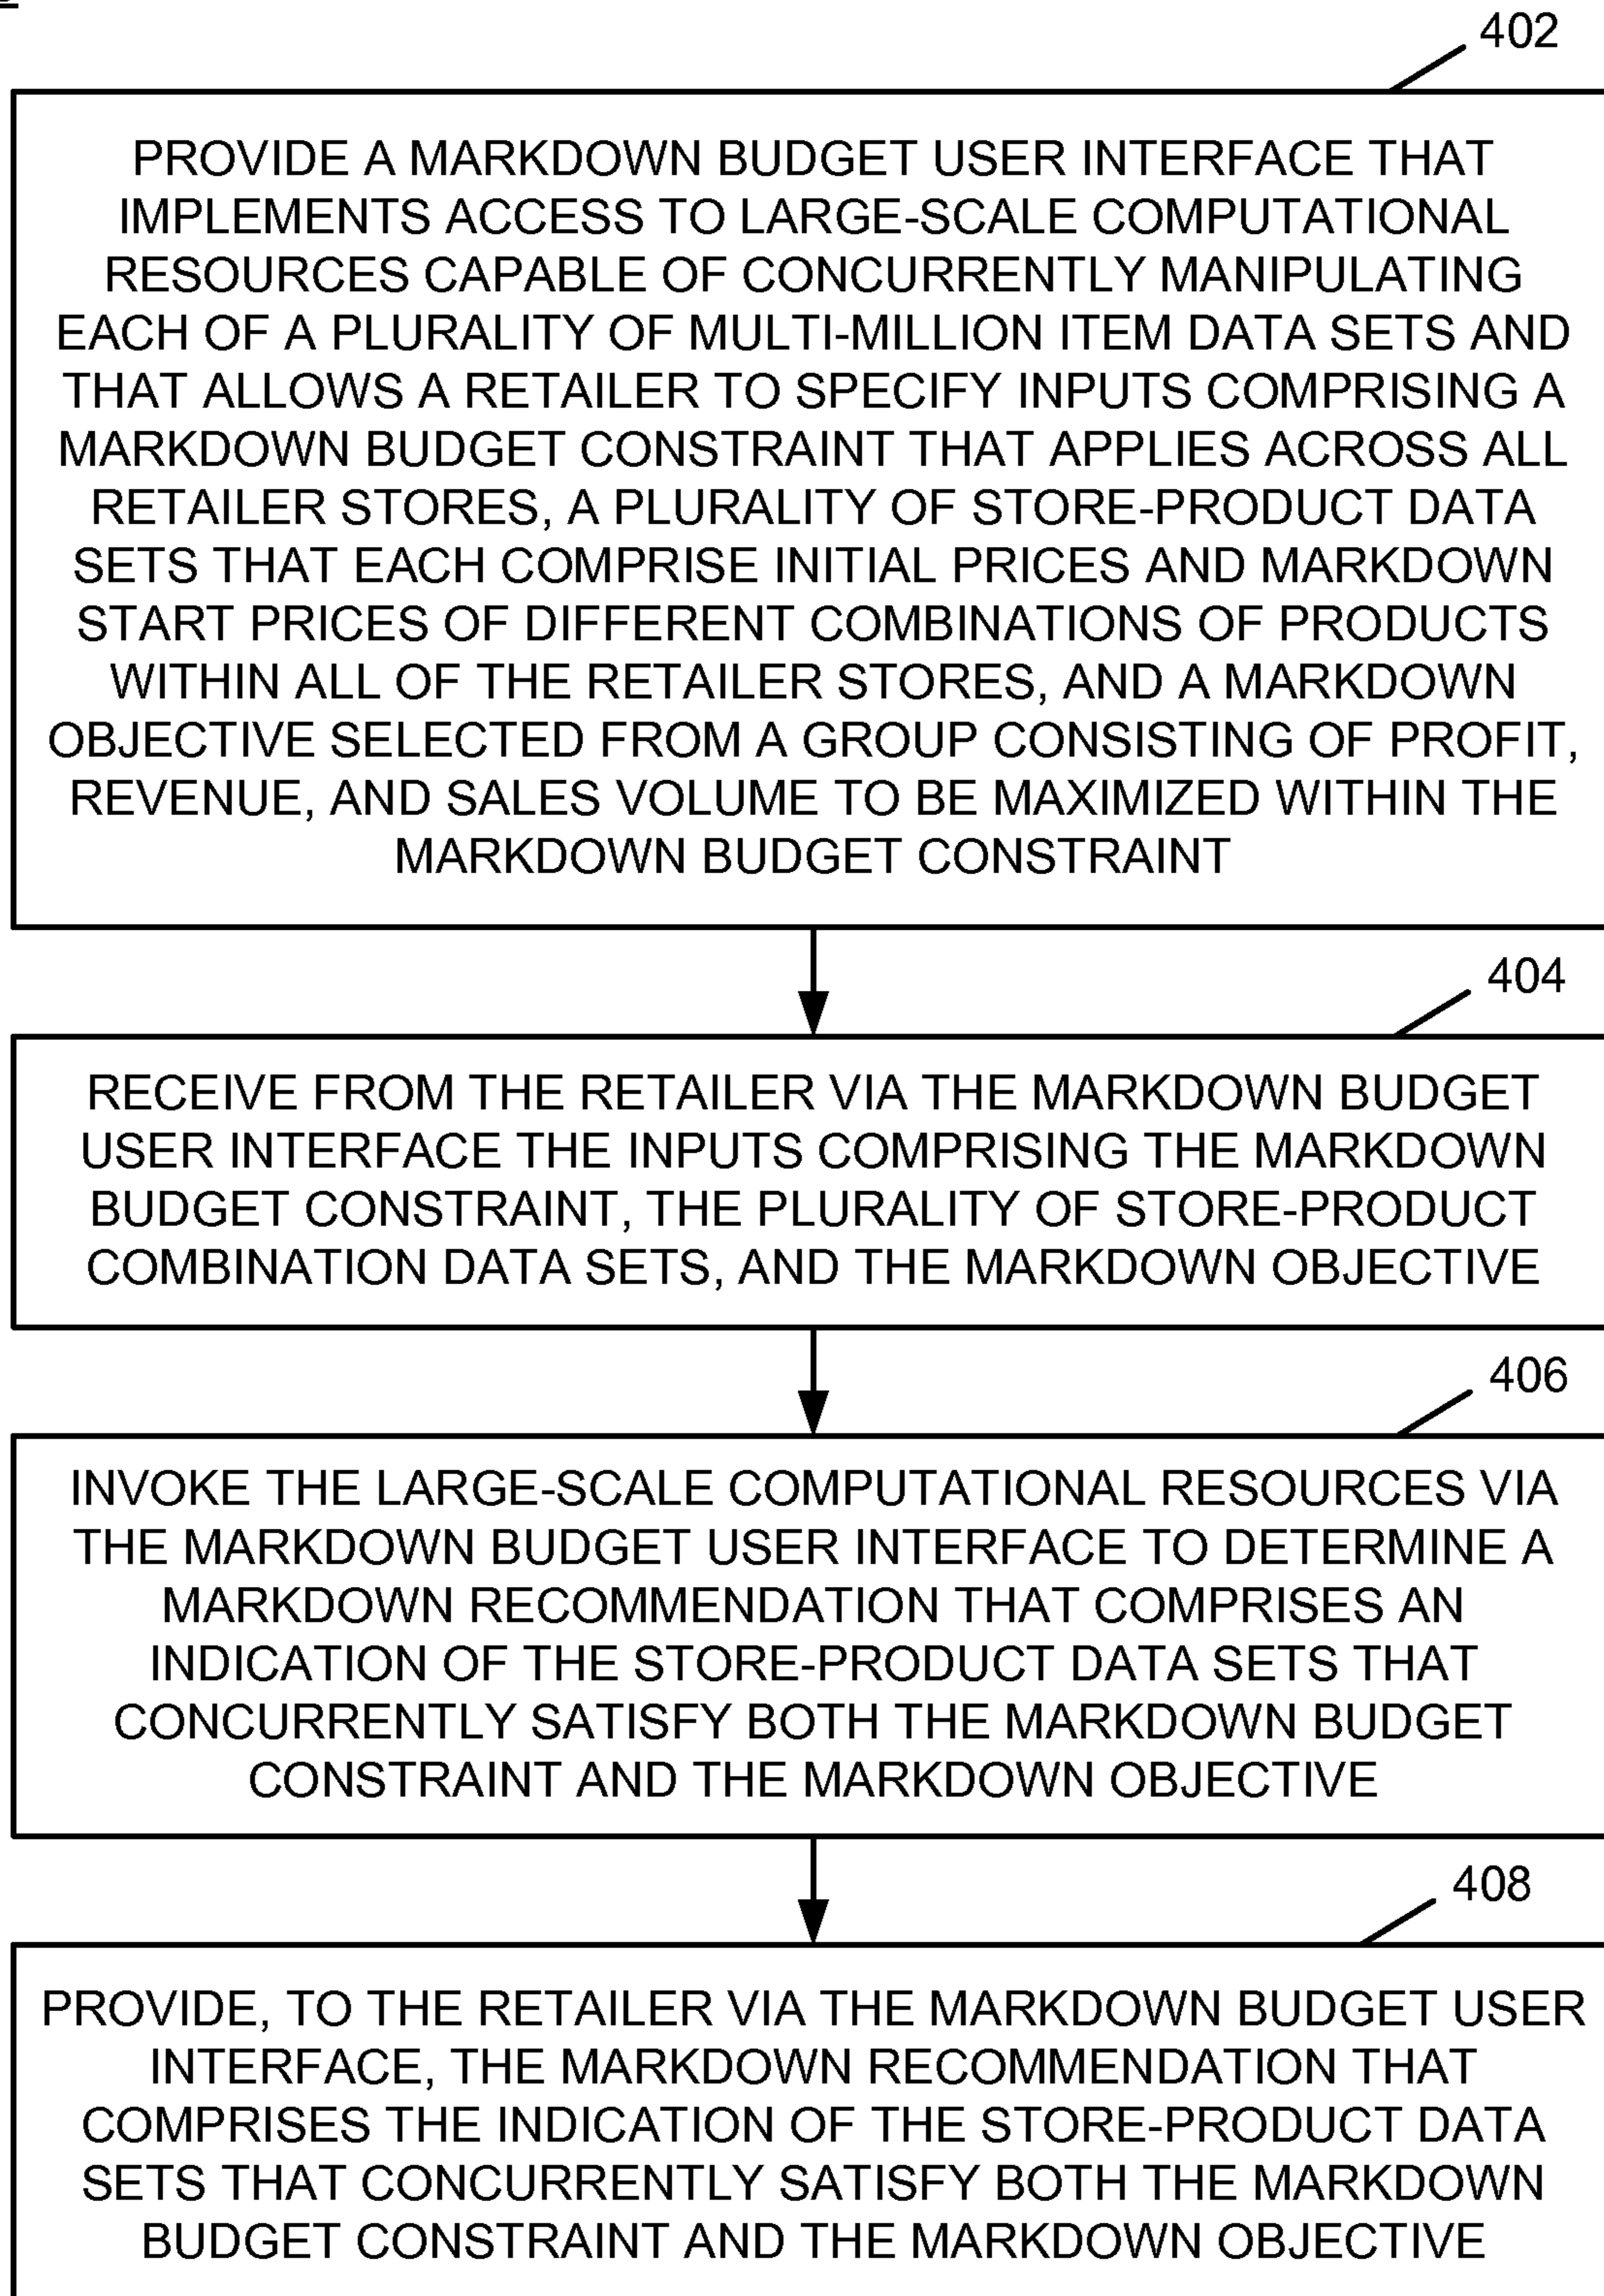 402
PROVIDE A MARKDOWN BUDGET USER INTERFACE THAT
IMPLEMENTS ACCESS TO LARGE-SCALE COMPUTATIONAL
RESOURCES CAPABLE OF CONCURRENTLY MANIPULATING
EACH OF A PLURALITY OF MULTI-MILLION ITEM DATA SETS AND
THAT ALLOWS A RETAILER TO SPECIFY INPUTS COMPRISING A
MARKDOWN BUDGET CONSTRAINT THAT APPLIES ACROSS ALL
RETAILER STORES, A PLURALITY OF STORE-PRODUCT DATA
SETS THAT EACH COMPRISE INITIAL PRICES AND MARKDOWN
START PRICES OF DIFFERENT COMBINATIONS OF PRODUCTS
WITHIN ALL OF THE RETAILER STORES, AND A MARKDOWN
OBJECTIVE SELECTED FROM A GROUP CONSISTING OF PROFIT,
REVENUE, AND SALES VOLUME TO BE MAXIMIZED WITHIN THE
MARKDOWN BUDGET CONSTRAINT
404
RECEIVE FROM THE RETAILER VIA THE MARKDOWN BUDGET
USER INTERFACE THE INPUTS COMPRISING THE MARKDOWN
BUDGET CONSTRAINT, THE PLURALITY OF STORE-PRODUCT
COMBINATION DATA SETS, AND THE MARKDOWN OBJECTIVE
406
INVOKE THE LARGE-SCALE COMPUTATIONAL RESOURCES VIA
THE MARKDOWN BUDGET USER INTERFACE TO DETERMINE A
MARKDOWN RECOMMENDATION THAT COMPRISES AN
INDICATION OF THE STORE-PRODUCT DATA SETS THAT
CONCURRENTLY SATISFY BOTH THE MARKDOWN BUDGET
CONSTRAINT AND THE MARKDOWN OBJECTIVE
408
PROVIDE, TO THE RETAILER VIA THE MARKDOWN BUDGET USER
INTERFACE, THE MARKDOWN RECOMMENDATION THAT
COMPRISES THE INDICATION OF THE STORE-PRODUCT DATA
SETS THAT CONCURRENTLY SATISFY BOTH THE MARKDOWN
BUDGET CONSTRAINT AND THE MARKDOWN OBJECTIVE